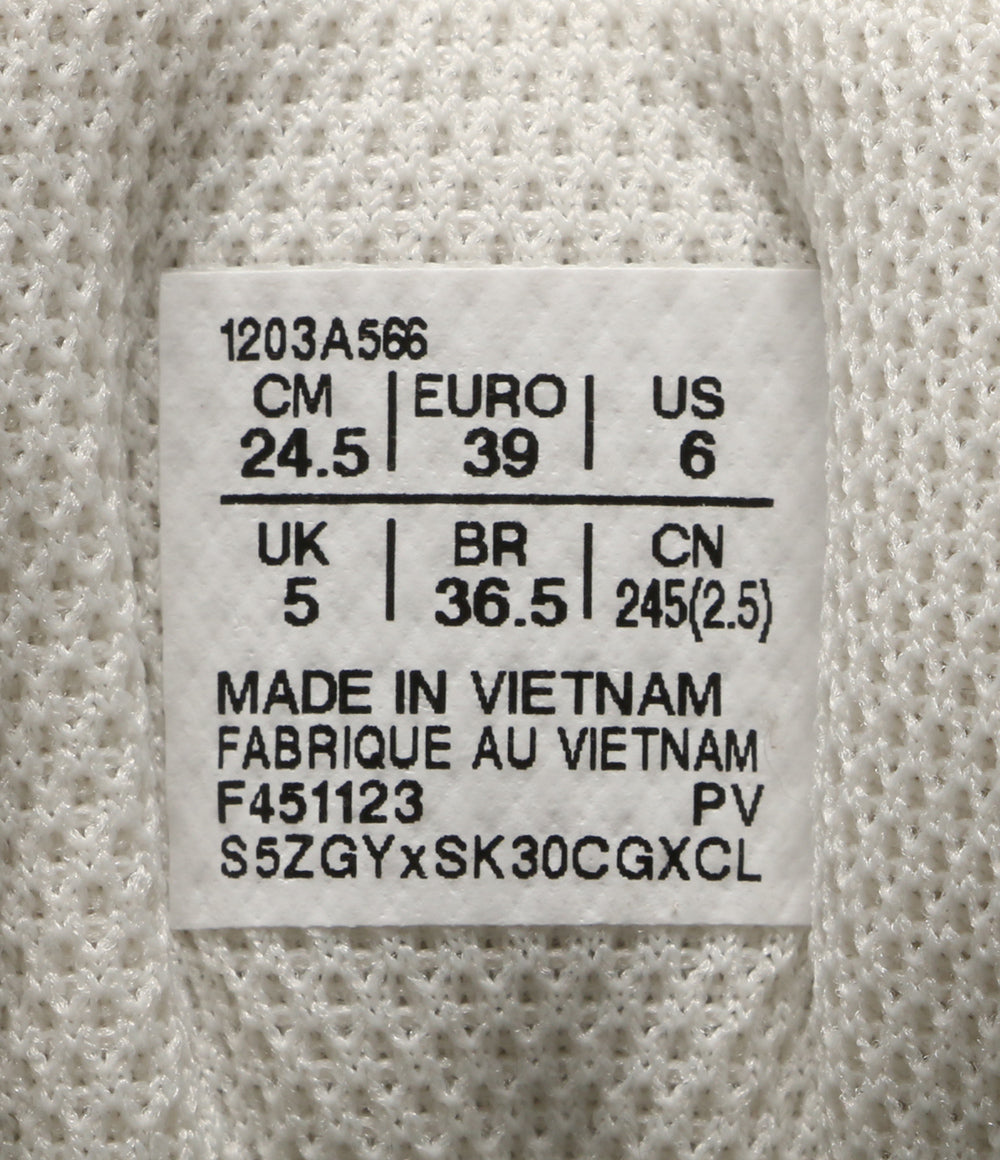 1203A566
CM EURO US
24.5 39 6
UK BR CN
5 36.5 245(2.5)
MADE IN VIETNAM
FABRIQUE AU VIETNAM
F451123 PV
S5ZGYxSK30CGXCL